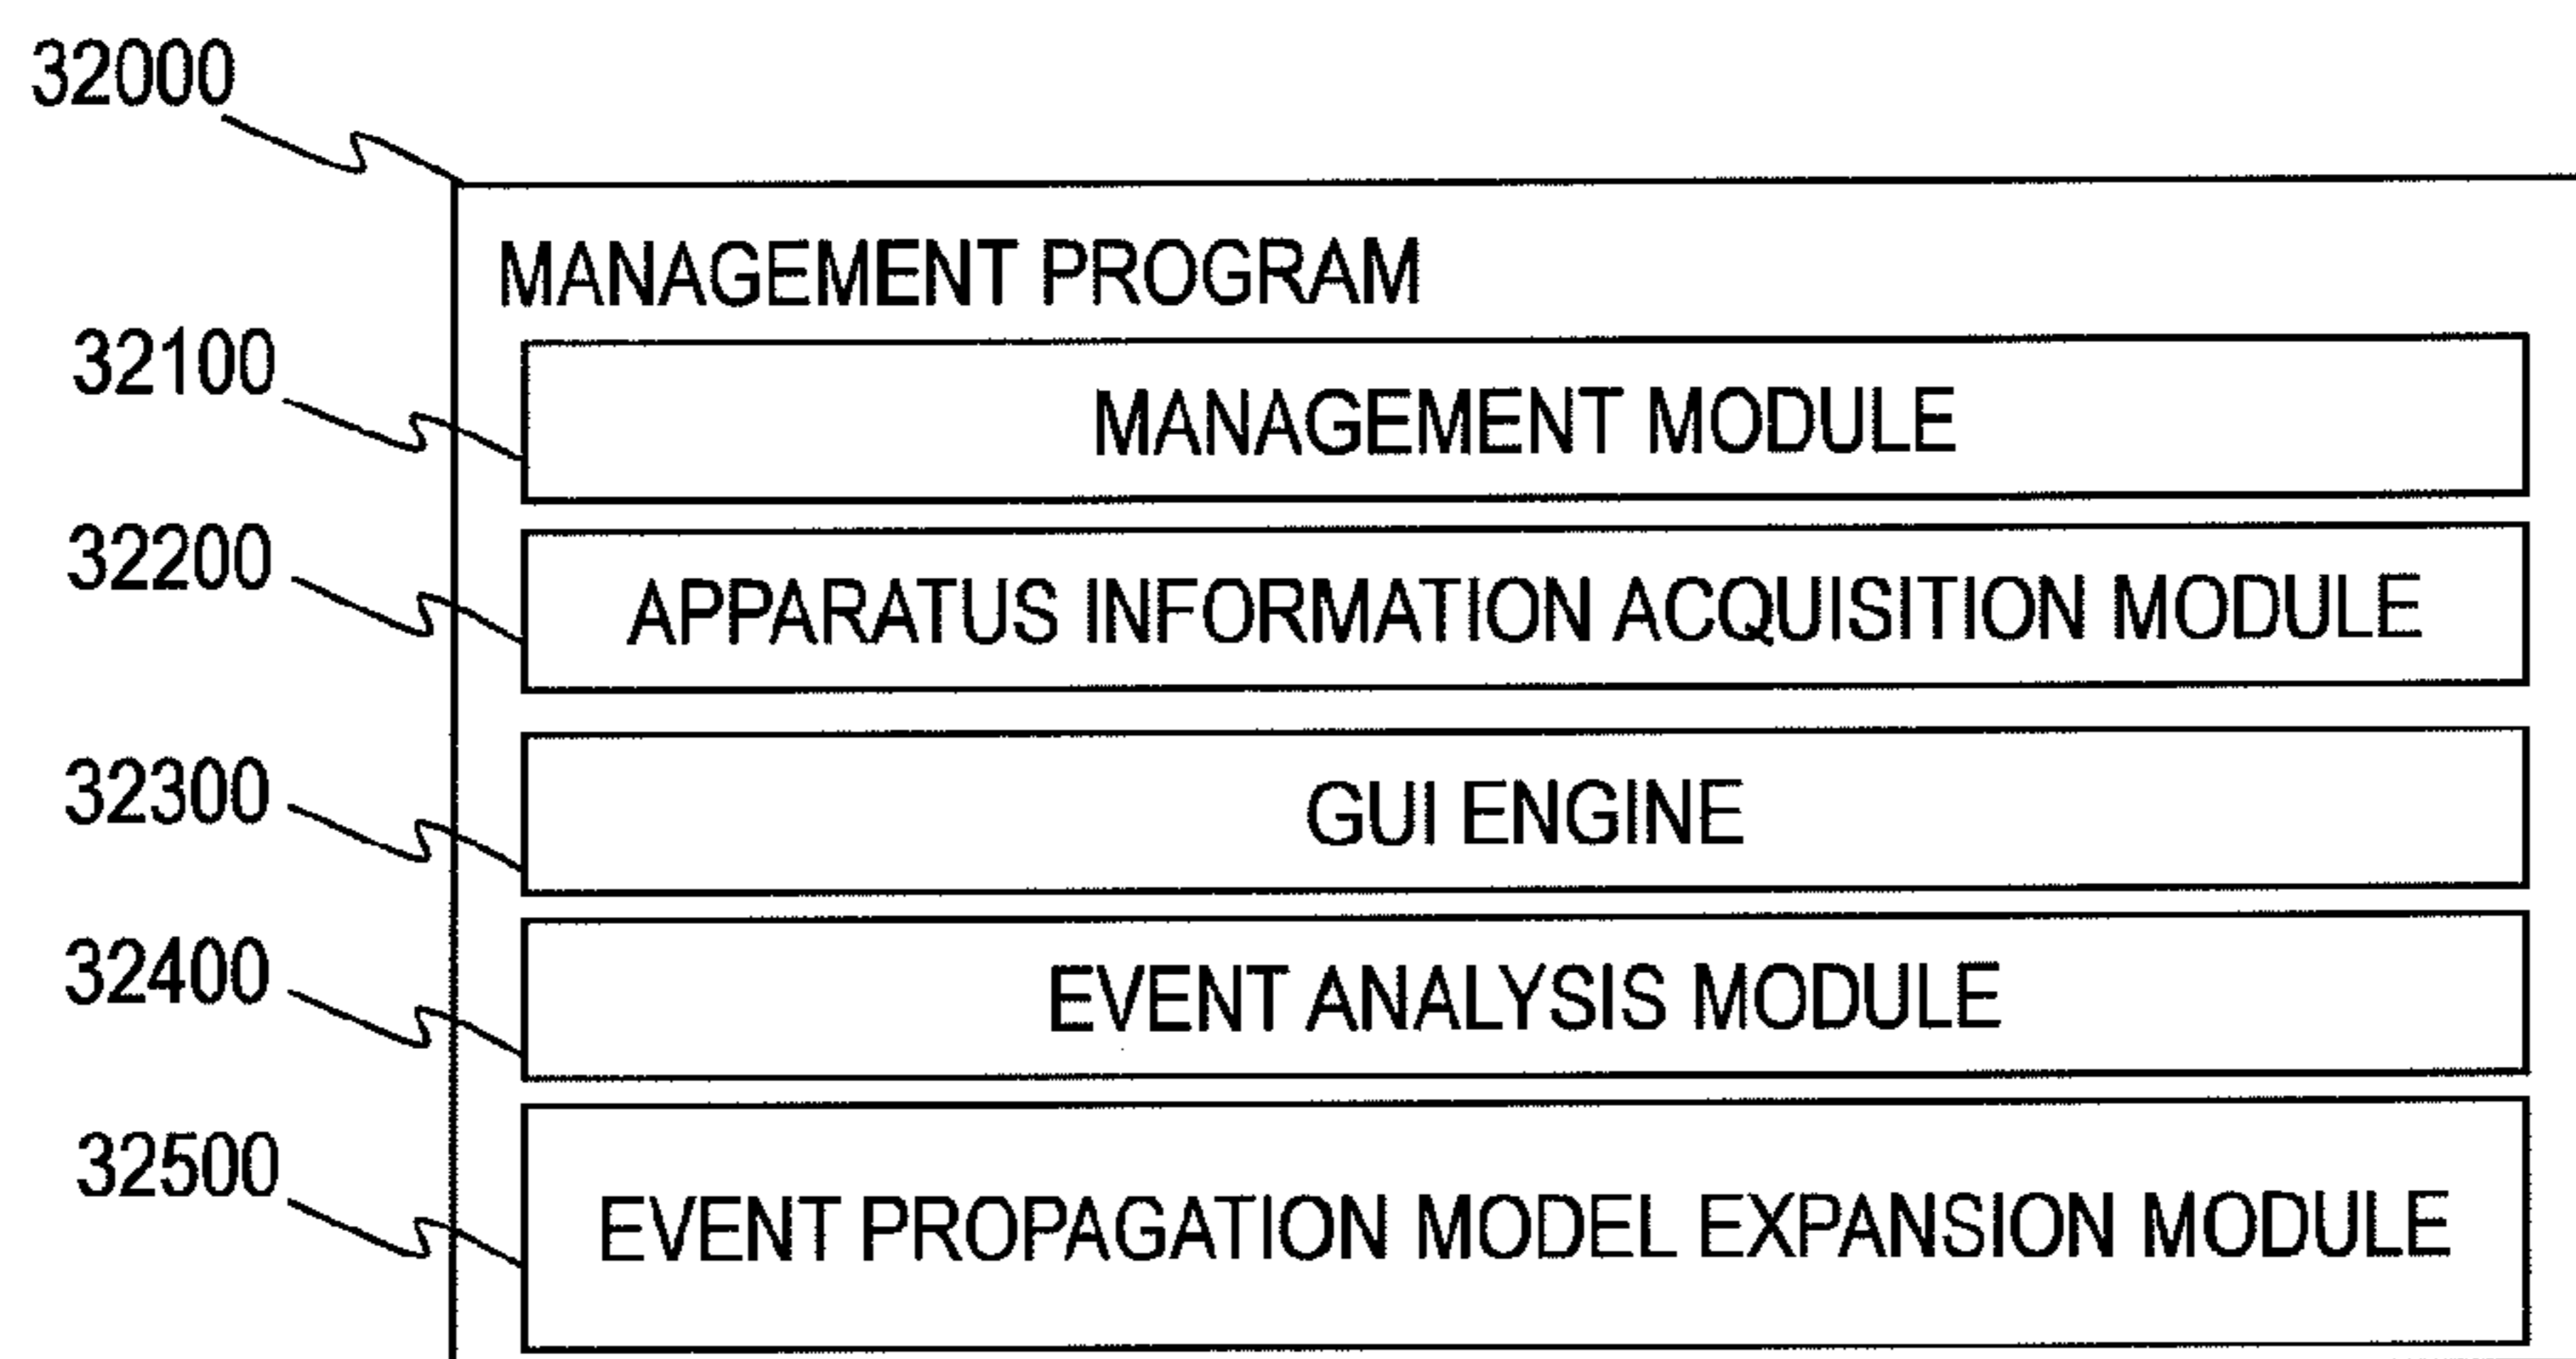 32000
MANAGEMENT PROGRAM
32100
MANAGEMENT MODULE
32200
APPARATUS INFORMATION ACQUISITION MODULE
32300
GUI ENGINE
32400
EVENT ANALYSIS MODULE
32500
EVENT PROPAGATION MODEL EXPANSION MODULE